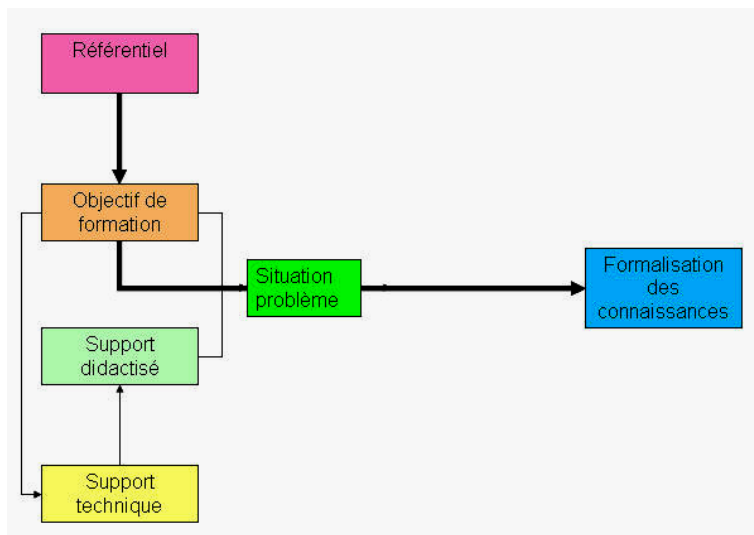 Référentiel
Objectif de
formation
Situation
problème
Formalisation
des
connaissances
Support
didactisé
Support
technique